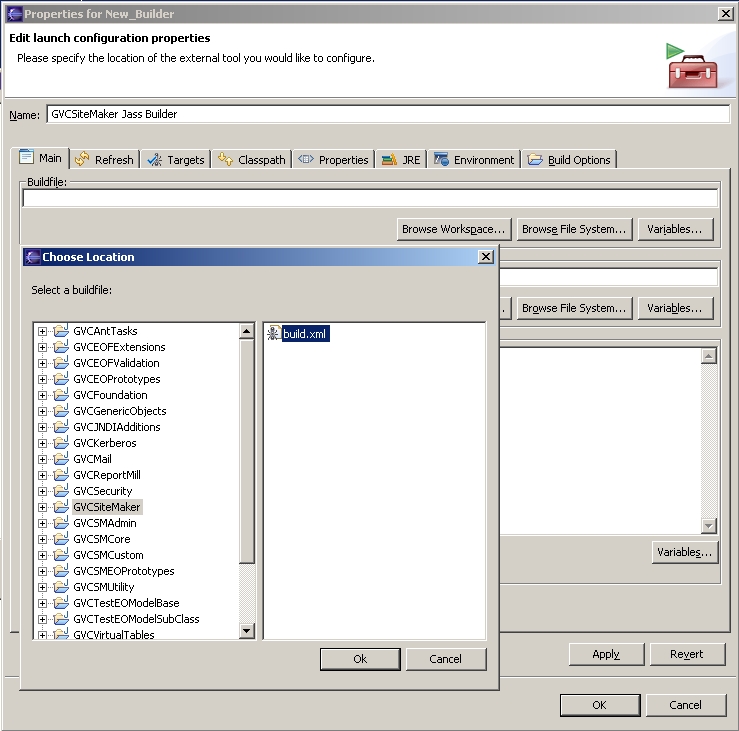 Properties for New_Builder
Edit launch configuration properties
Please specify the location of the external tool you would like to configure.
Name: GVCSiteMaker Jass Builder
Main Refresh Targets Classpath Properties JRE Environment Build Options
Buildfile:
Browse Workspace... Browse File System... Variables...
Choose Location
Select a buildfile:
. Browse File System... Variables...
GVCAntTasks
GVCEOFExtensions
GVCEOFValidation
GVCEOPrototypes
GVCFoundation
GVCGenericObjects
GVCJNDIAdditions
GVCKerberos
GVCMail
GVCReportMill
GVCSecurity
GVCSiteMaker
GVCSMAdmin
GVCSMCore
GVCSMCustom
GVCSMEOPrototypes
GVCSMUtility
GVCTestEOModelBase
GVCTestEOModelSubClass
GVCVirtualTables
build.xml
Variables...
Ok Cancel
Apply Revert
OK Cancel